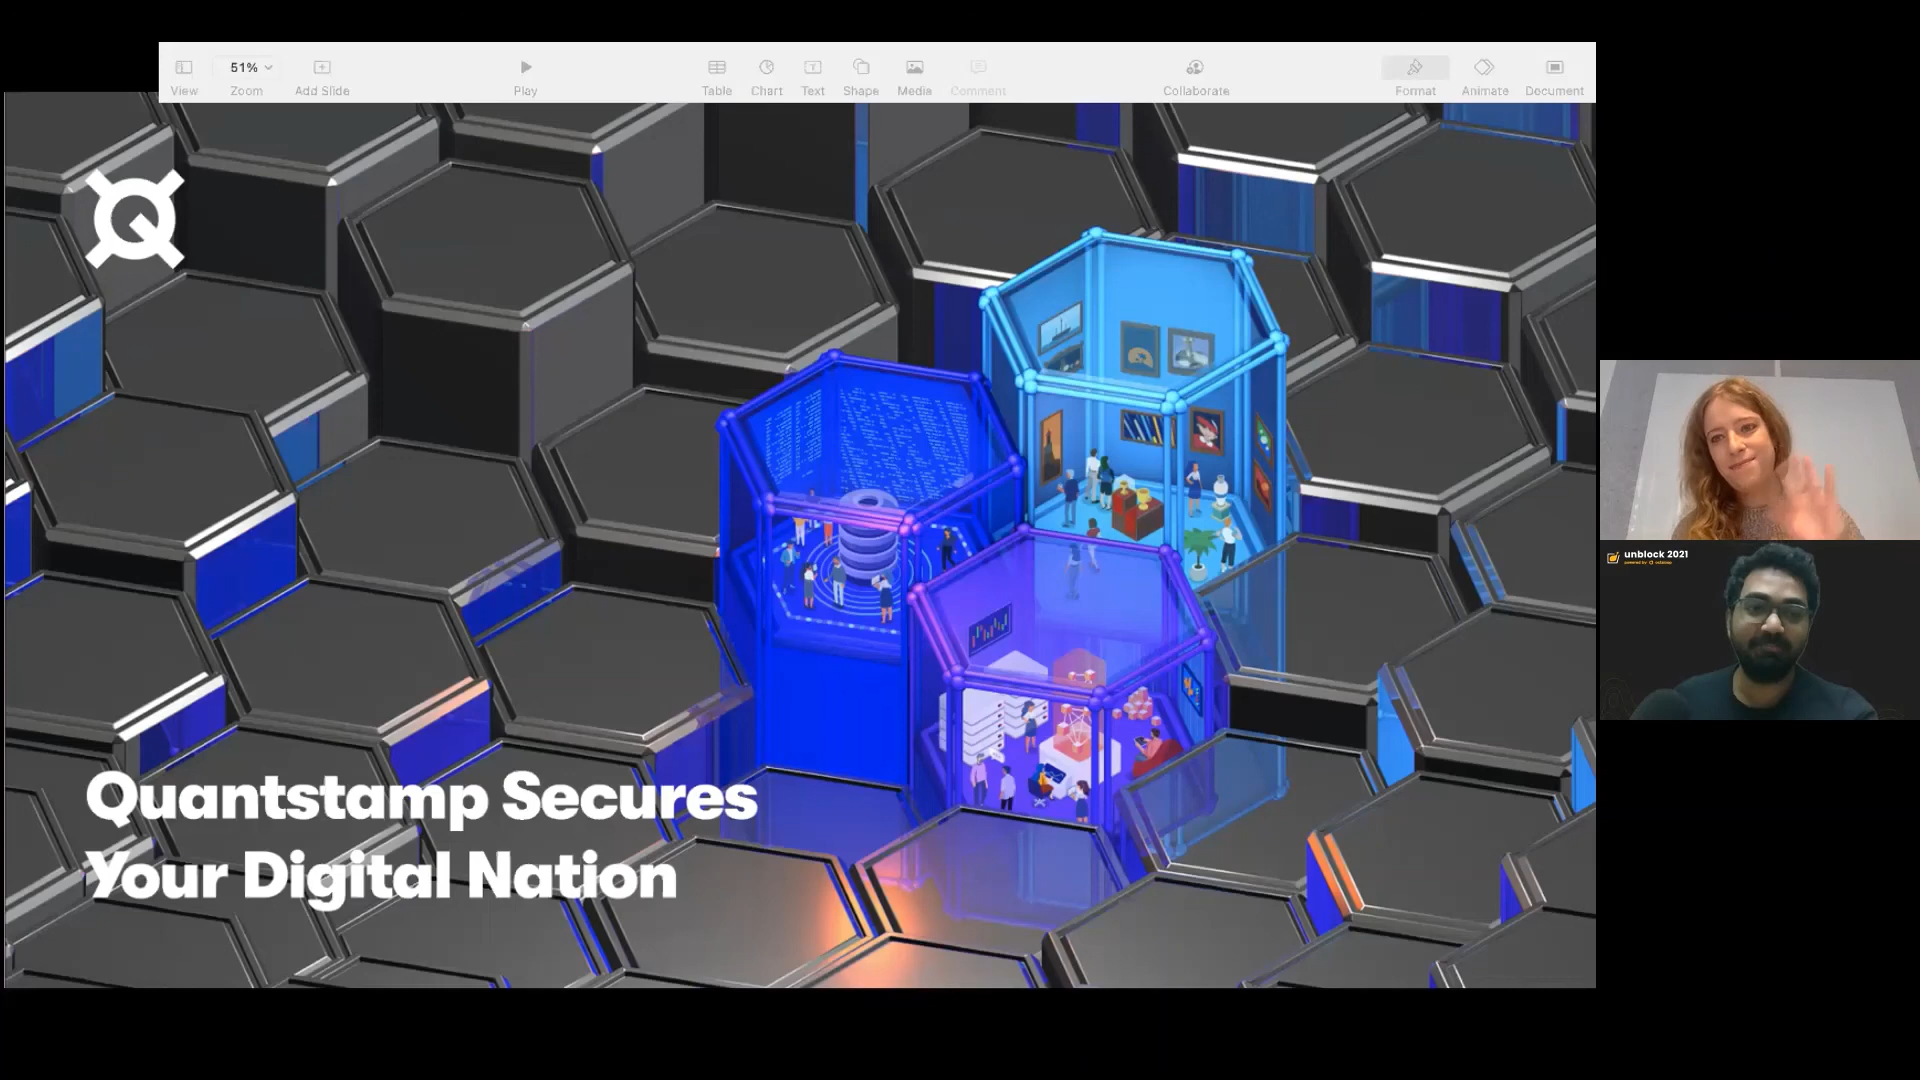 51%
View
Zoom
Add Slide
Play
Table
Chart
Text
Shape
Media
Comment
Collaborate
Format
Animate
Document
Quantstamp Secures
Your Digital Nation
unblock 2021